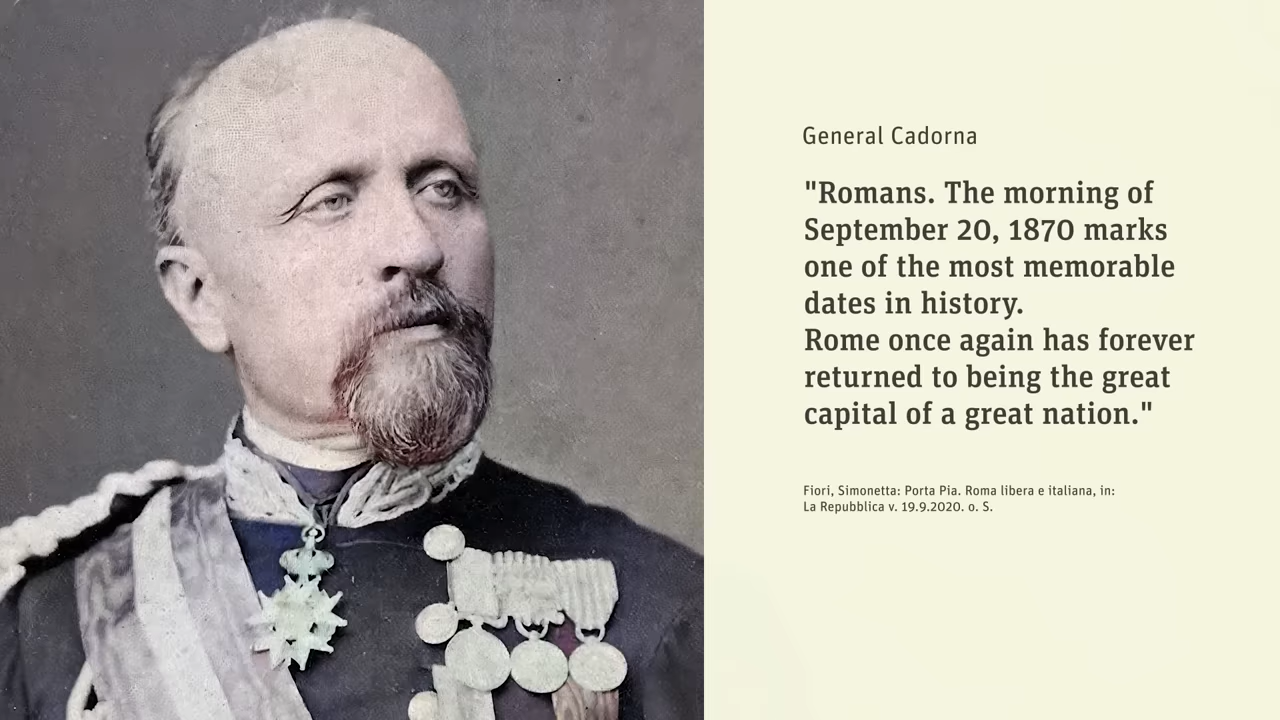 General Cadorna
"Romans. The morning of
September 20, 1870 marks
one of the most memorable
dates in history.
Rome once again has forever
returned to being the great
capital of a great nation."
Fiori, Simonetta: Porta Pia. Roma libera e italiana, in:
La Repubblica v. 19.9.2020. o. S.